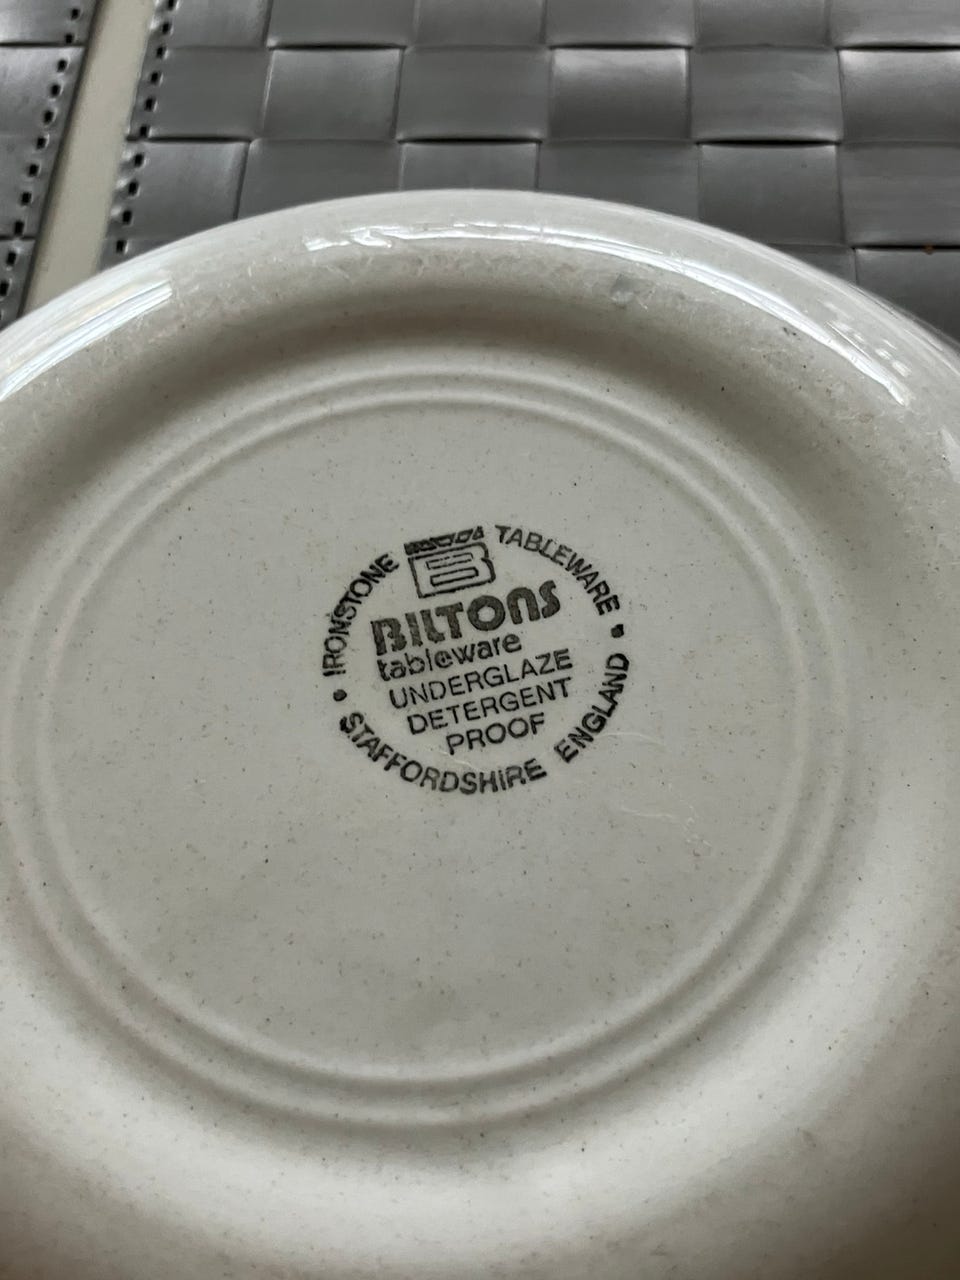 IRONSTONE TABLEWARE
B
BILTONS
tableware
UNDERGLAZE
DETERGENT
PROOF
STAFFORDSHIRE ENGLAND